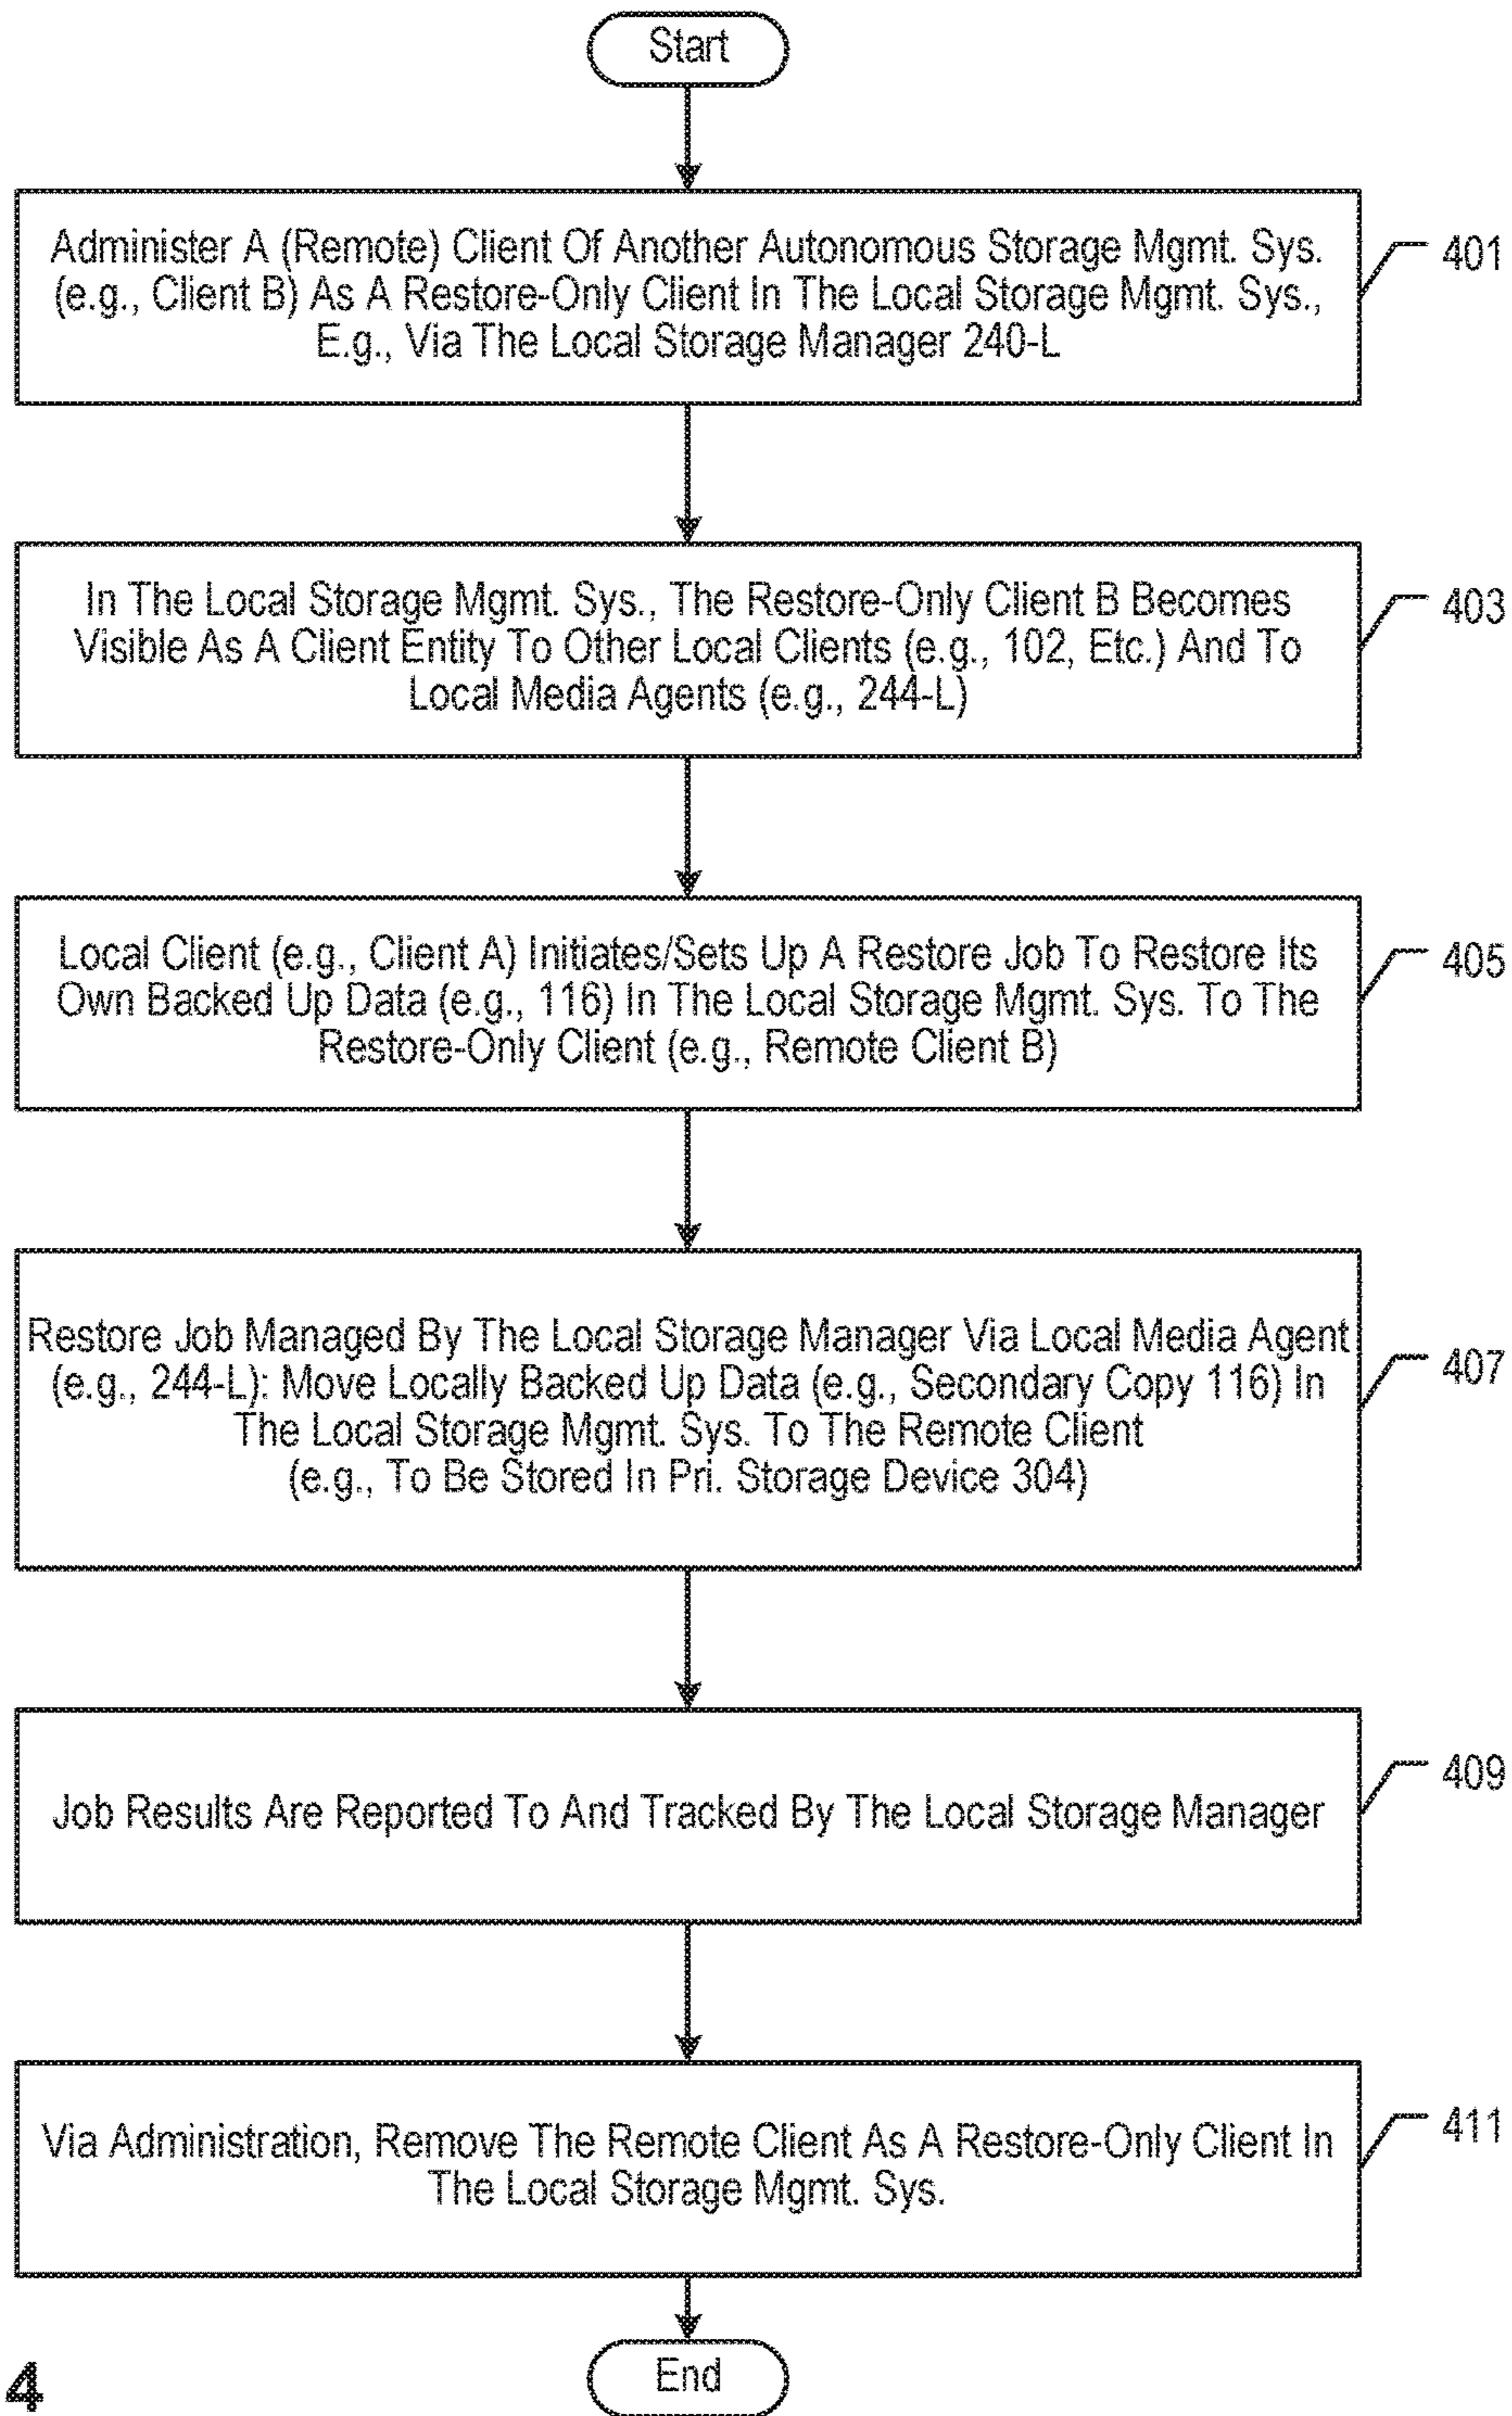 Start
Administer A (Remote) Client Of Another Autonomous Storage Mgmt. Sys.
(e.g., Client B) As A Restore-Only Client In The Local Storage Mgmt. Sys.,
E.g., Via The Local Storage Manager 240-L
401
In The Local Storage Mgmt. Sys., The Restore-Only Client B Becomes
Visible As A Client Entity To Other Local Clients (e.g., 102, Etc.) And To
Local Media Agents (e.g., 244-L)
403
Local Client (e.g., Client A) Initiates/Sets Up A Restore Job To Restore Its
Own Backed Up Data (e.g., 116) In The Local Storage Mgmt. Sys. To The
Restore-Only Client (e.g., Remote Client B)
405
Restore Job Managed By The Local Storage Manager Via Local Media Agent
(e.g., 244-L): Move Locally Backed Up Data (e.g., Secondary Copy 116) In
The Local Storage Mgmt. Sys. To The Remote Client
(e.g., To Be Stored In Pri. Storage Device 304)
407
Job Results Are Reported To And Tracked By The Local Storage Manager
409
Via Administration, Remove The Remote Client As A Restore-Only Client In
The Local Storage Mgmt. Sys.
411
End
4